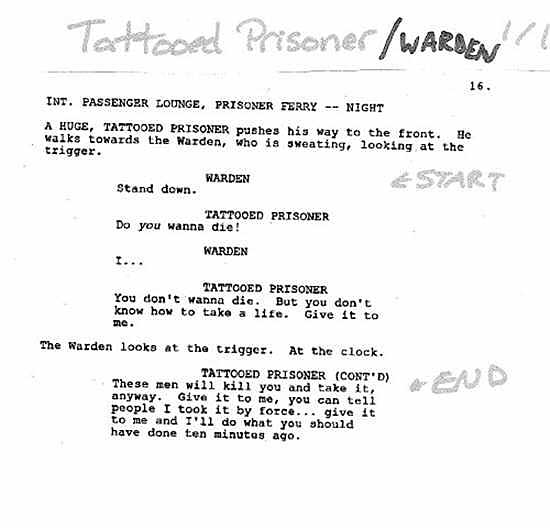 Tattooed Prisoner/WARDEN 1/1
16.
INT. PASSENGER LOUNGE, PRISONER FERRY -- NIGHT
A HUGE, TATTOOED PRISONER pushes his way to the front. He
walks towards the Warden, who is sweating, looking at the
trigger.
WARDEN
←START
Stand down.
TATTOOED PRISONER
Do you wanna die!
WARDEN
I...
TATTOOED PRISONER
You don't wanna die. But you don't
know how to take a life. Give it to
me.
The Warden looks at the trigger. At the clock.
TATTOOED PRISONER (CONT'D)
←END
These men will kill you and take it,
anyway. Give it to me, you can tell
people I took it by force... give it
to me and I'll do what you should
have done ten minutes ago.